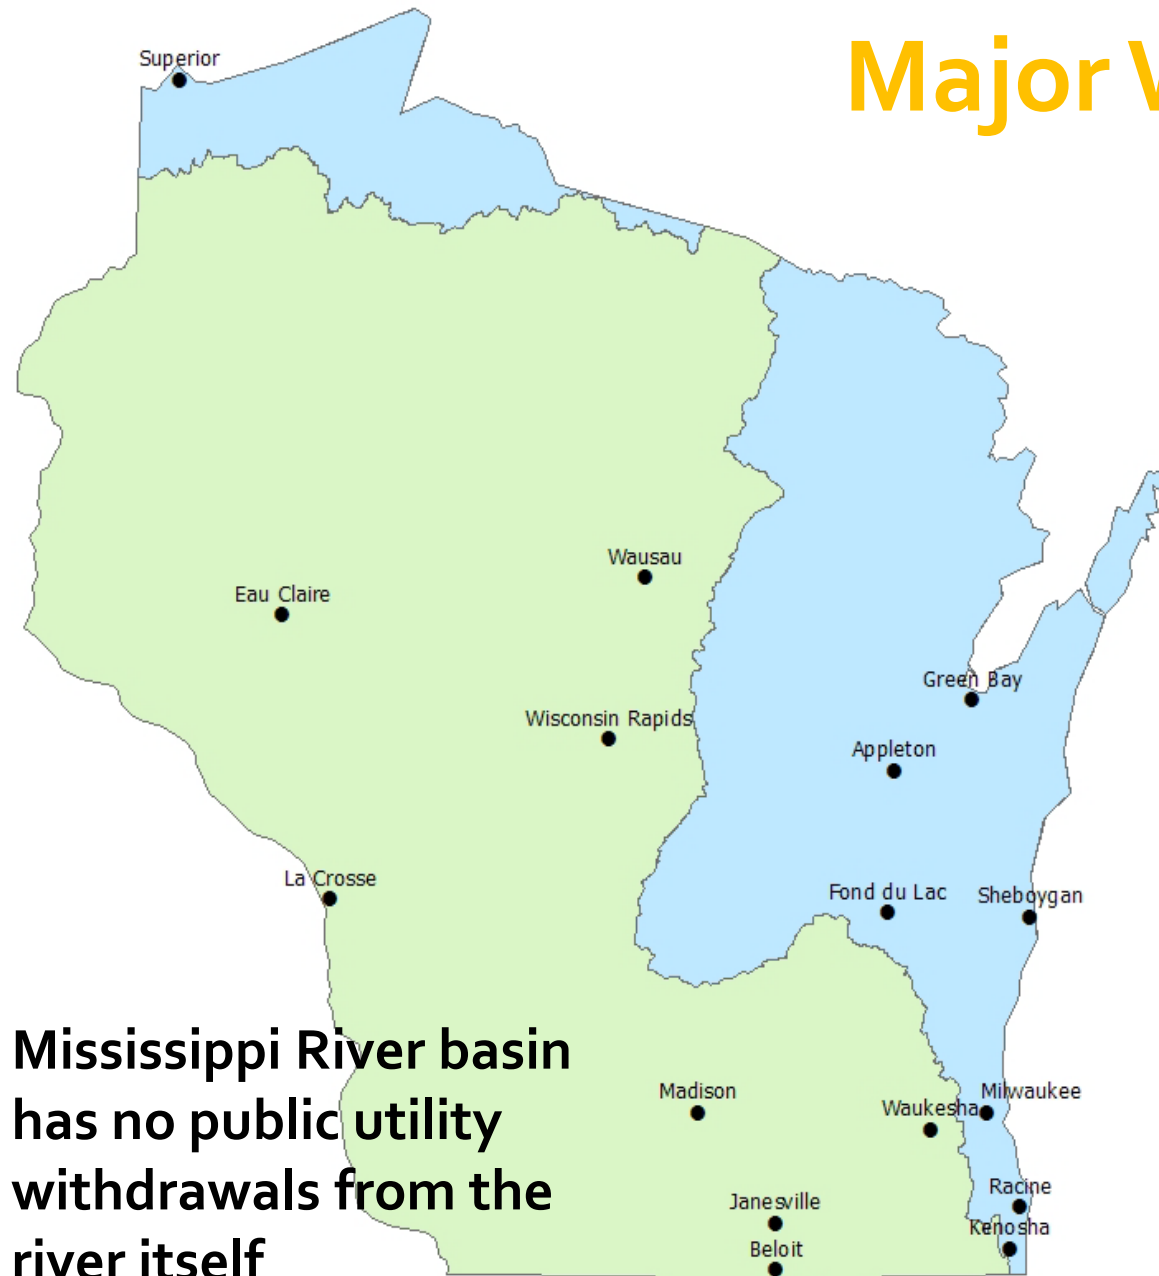 Major
Superior
Wausau
Eau Claire
Green Bay
Wisconsin Rapids
Appleton
La Crosse
Fond du Lac
Sheboygan
Mississippi River basin
has no public utility
withdrawals from the
river itself
Madison
Milwaukee
Waukesha
Racine
Janesville
Kenosha
Beloit